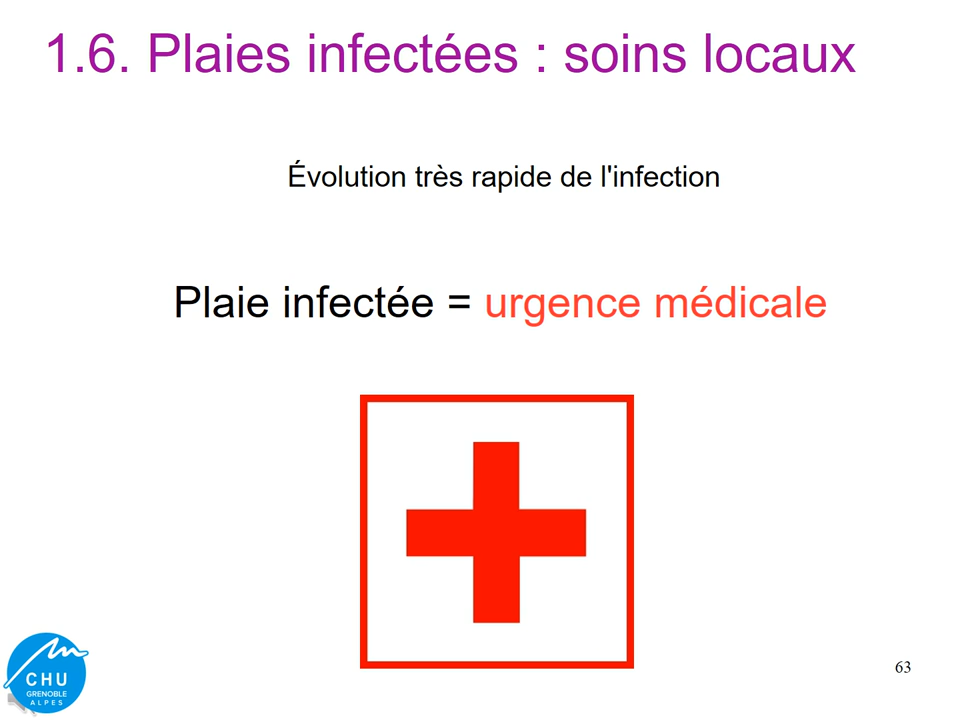 1.6. Plaies infectées : soins locaux
Évolution très rapide de l'infection
Plaie infectée = urgence médicale
CHU
GRENOBLE
ALPES
63